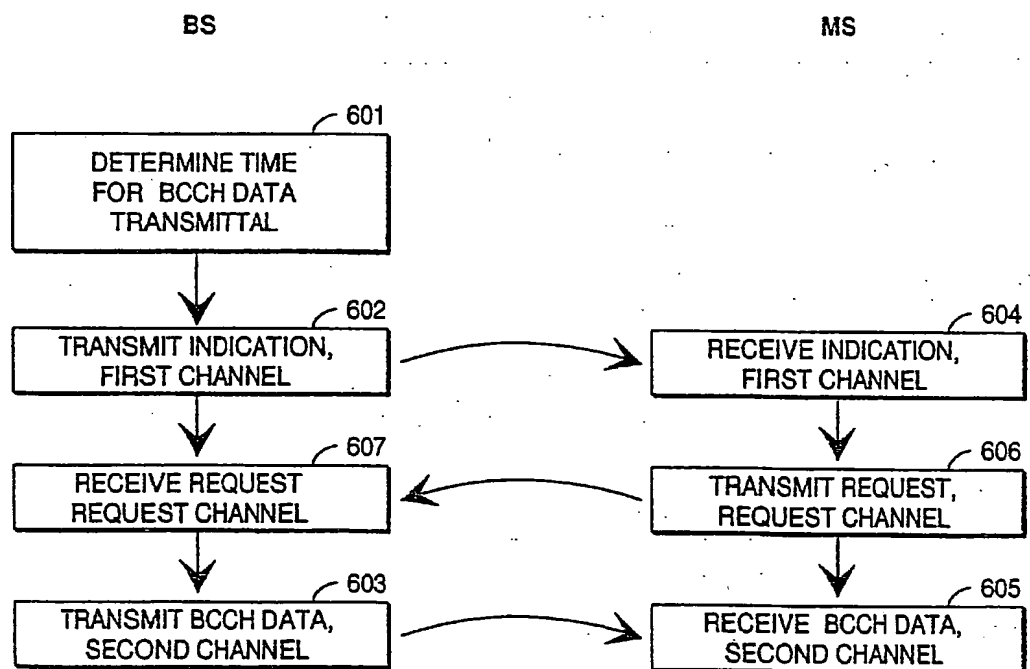 BS
MS
601
DETERMINE TIME
FOR BCCH DATA
TRANSMITTAL
602
TRANSMIT INDICATION,
FIRST CHANNEL
604
RECEIVE INDICATION,
FIRST CHANNEL
607
RECEIVE REQUEST
REQUEST CHANNEL
606
TRANSMIT REQUEST,
REQUEST CHANNEL
603
TRANSMIT BCCH DATA,
SECOND CHANNEL
605
RECEIVE BCCH DATA,
SECOND CHANNEL